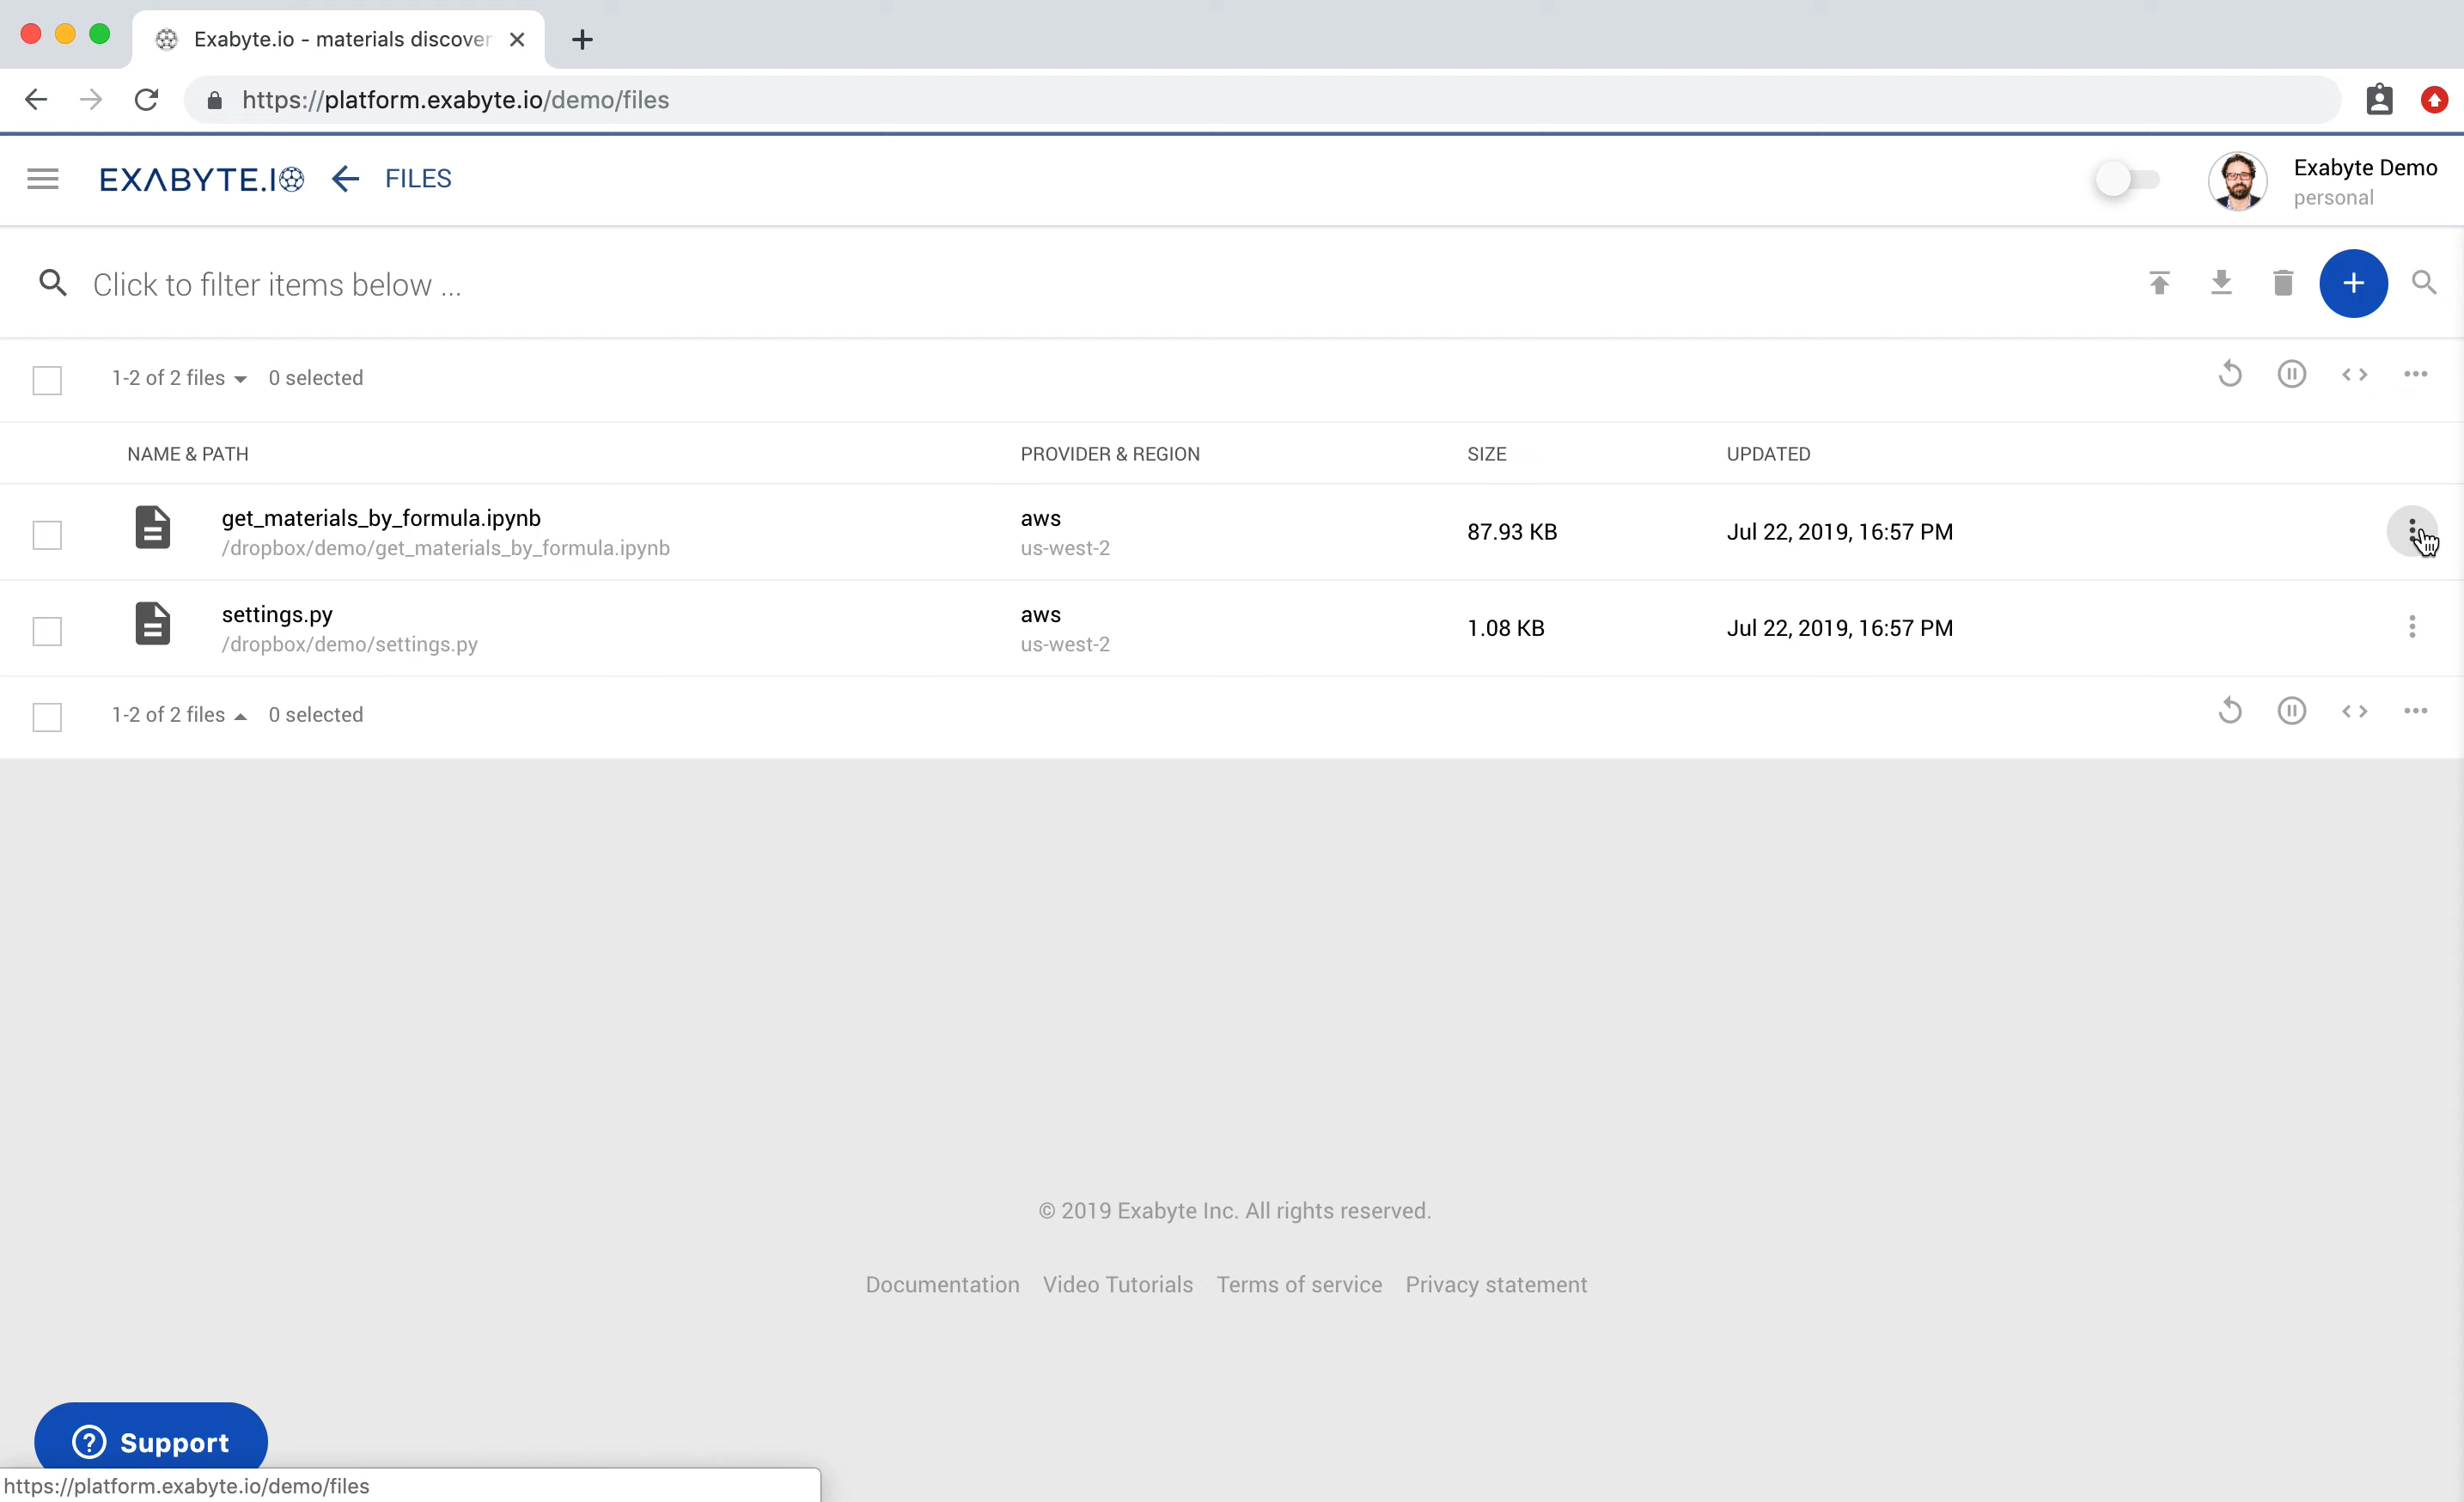 Exabyte.io - materials discover
https://platform.exabyte.io/demo/files
EXABYTE.IO
FILES
Exabyte Demo
personal
Click to filter items below ...
1-2 of 2 files 0 selected
NAME & PATH PROVIDER & REGION SIZE UPDATED
get_materials_by_formula.ipynb
/dropbox/demo/get_materials_by_formula.ipynb
aws
us-west-2
87.93 KB
Jul 22, 2019, 16:57 PM
settings.py
/dropbox/demo/settings.py
aws
us-west-2
1.08 KB
Jul 22, 2019, 16:57 PM
1-2 of 2 files 0 selected
© 2019 Exabyte Inc. All rights reserved.
Documentation Video Tutorials Terms of service Privacy statement
Support
https://platform.exabyte.io/demo/files